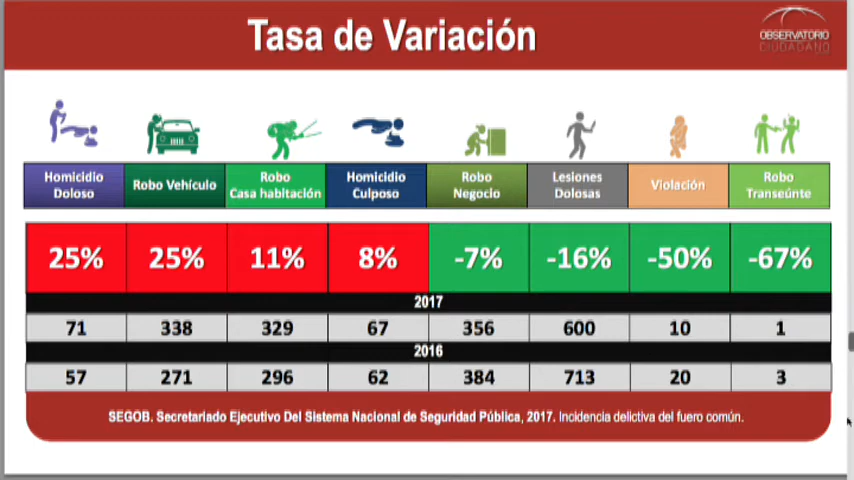 Tasa de Variación
OBSERVATORIO
CIUDADANO
Homicidio Doloso
Robo Vehículo
Robo Casa habitación
Homicidio Culposo
Robo Negocio
Lesiones Dolosas
Violación
Robo Transeúnte
25% 25% 11% 8% -7% -16% -50% -67%
2017
71 338 329 67 356 600 10 1
2016
57 271 296 62 384 713 20 3
SEGOB. Secretariado Ejecutivo Del Sistema Nacional de Seguridad Pública, 2017. Incidencia delictiva del fuero común.